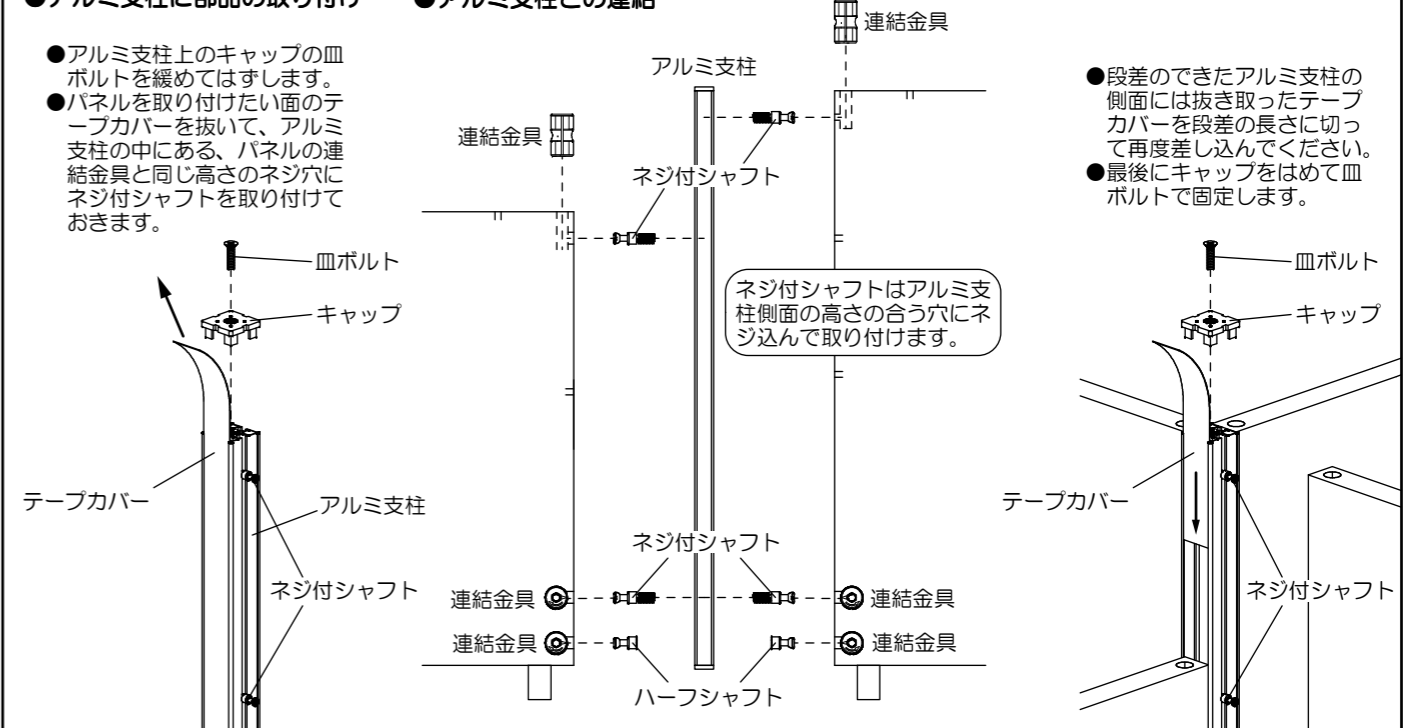 ●アルミ支柱に部品の取り付け
●アルミ支柱との連結
●アルミ支柱上のキャップの皿
ボルトを緩めてはずします。
●パネルを取り付けたい面のテ
ープカバーを抜いて、アルミ
支柱の中にある、パネルの連
結金具と同じ高さのネジ穴に
ネジ付シャフトを取り付けて
おきます。
皿ボルト
キャップ
テープカバー
アルミ支柱
ネジ付シャフト
連結金具
アルミ支柱
連結金具
ネジ付シャフト
ネジ付シャフトはアルミ支
柱側面の高さの合う穴にネ
ジ込んで取り付けます。
ネジ付シャフト
連結金具
連結金具
連結金具
連結金具
ハーフシャフト
●段差のできたアルミ支柱の
側面には抜き取ったテープ
カバーを段差の長さに切っ
て再度差し込んでください。
●最後にキャップをはめて皿
ボルトで固定します。
皿ボルト
キャップ
テープカバー
ネジ付シャフト